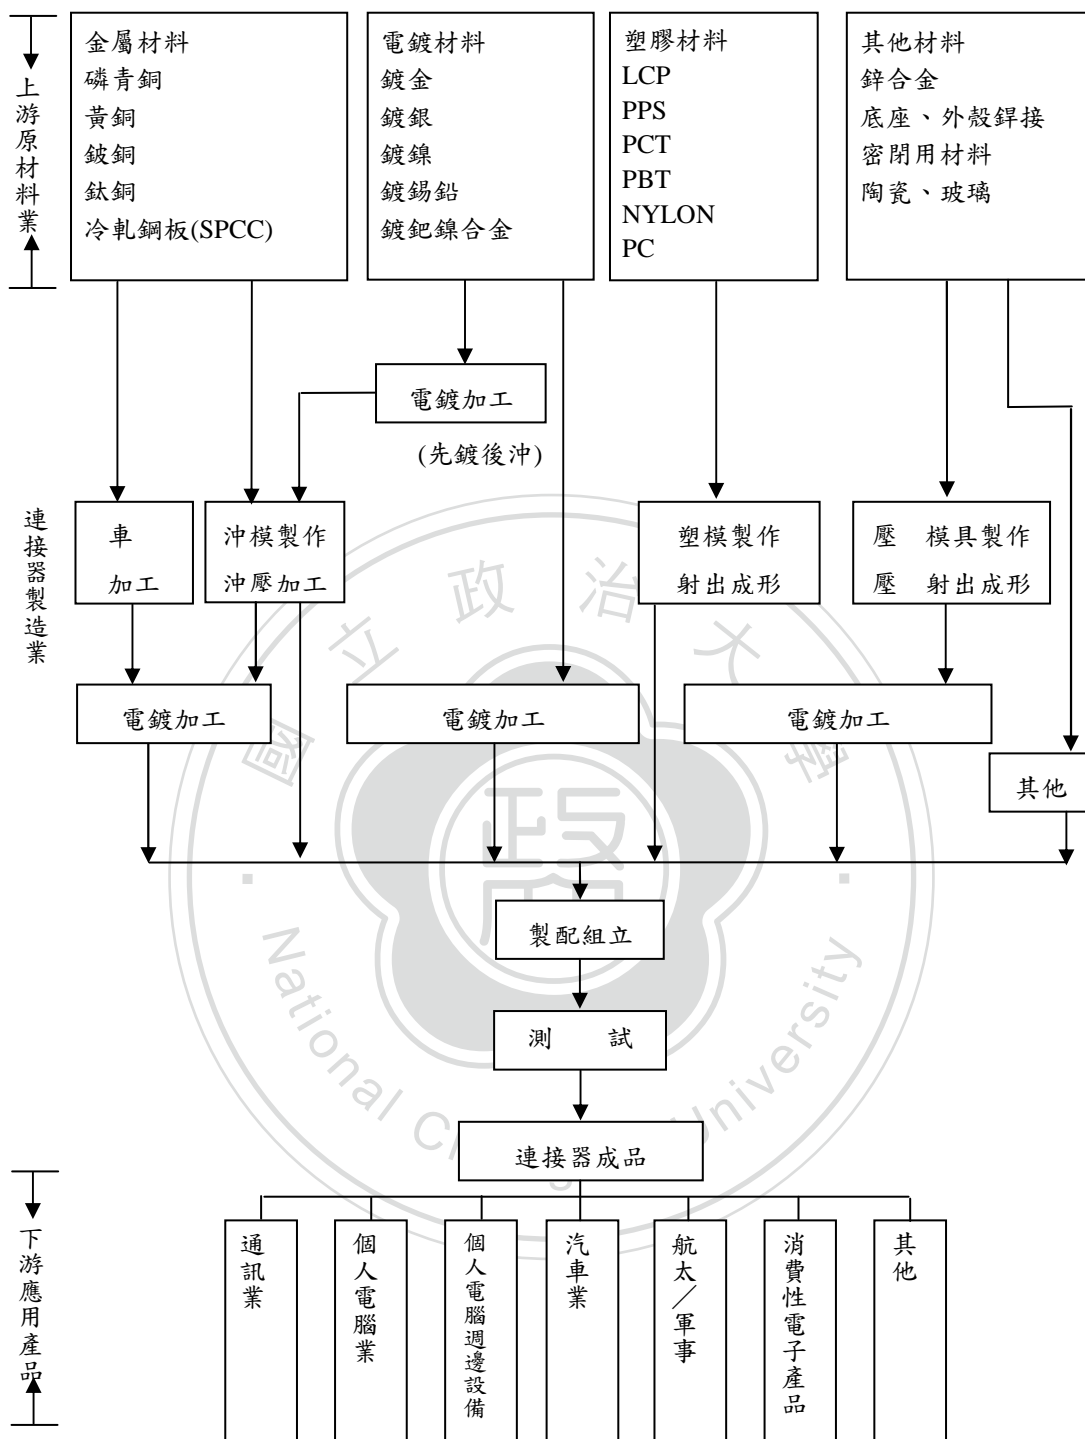 上游原材料業
金屬材料
磷青銅
黃銅
鈹銅
鈦銅
冷軋鋼板(SPCC)
電鍍材料
鍍金
鍍銀
鍍鎳
鍍錫鉛
鍍鈀鎳合金
塑膠材料
LCP
PPS
PCT
PBT
NYLON
PC
其他材料
鋅合金
底座、外殼銲接
密閉用材料
陶瓷、玻璃
電鍍加工
(先鍍後沖)
連接器製造業
車
加工
沖模製作
沖壓加工
塑模製作
射出成形
壓 模具製作
壓 射出成形
電鍍加工
電鍍加工
電鍍加工
其他
製配組立
測 試
連接器成品
下游應用產品
通訊業
個人電腦業
個人電腦週邊設備
汽車業
航太／軍事
消費性電子產品
其他
國立政治大學
政
National Ch
University